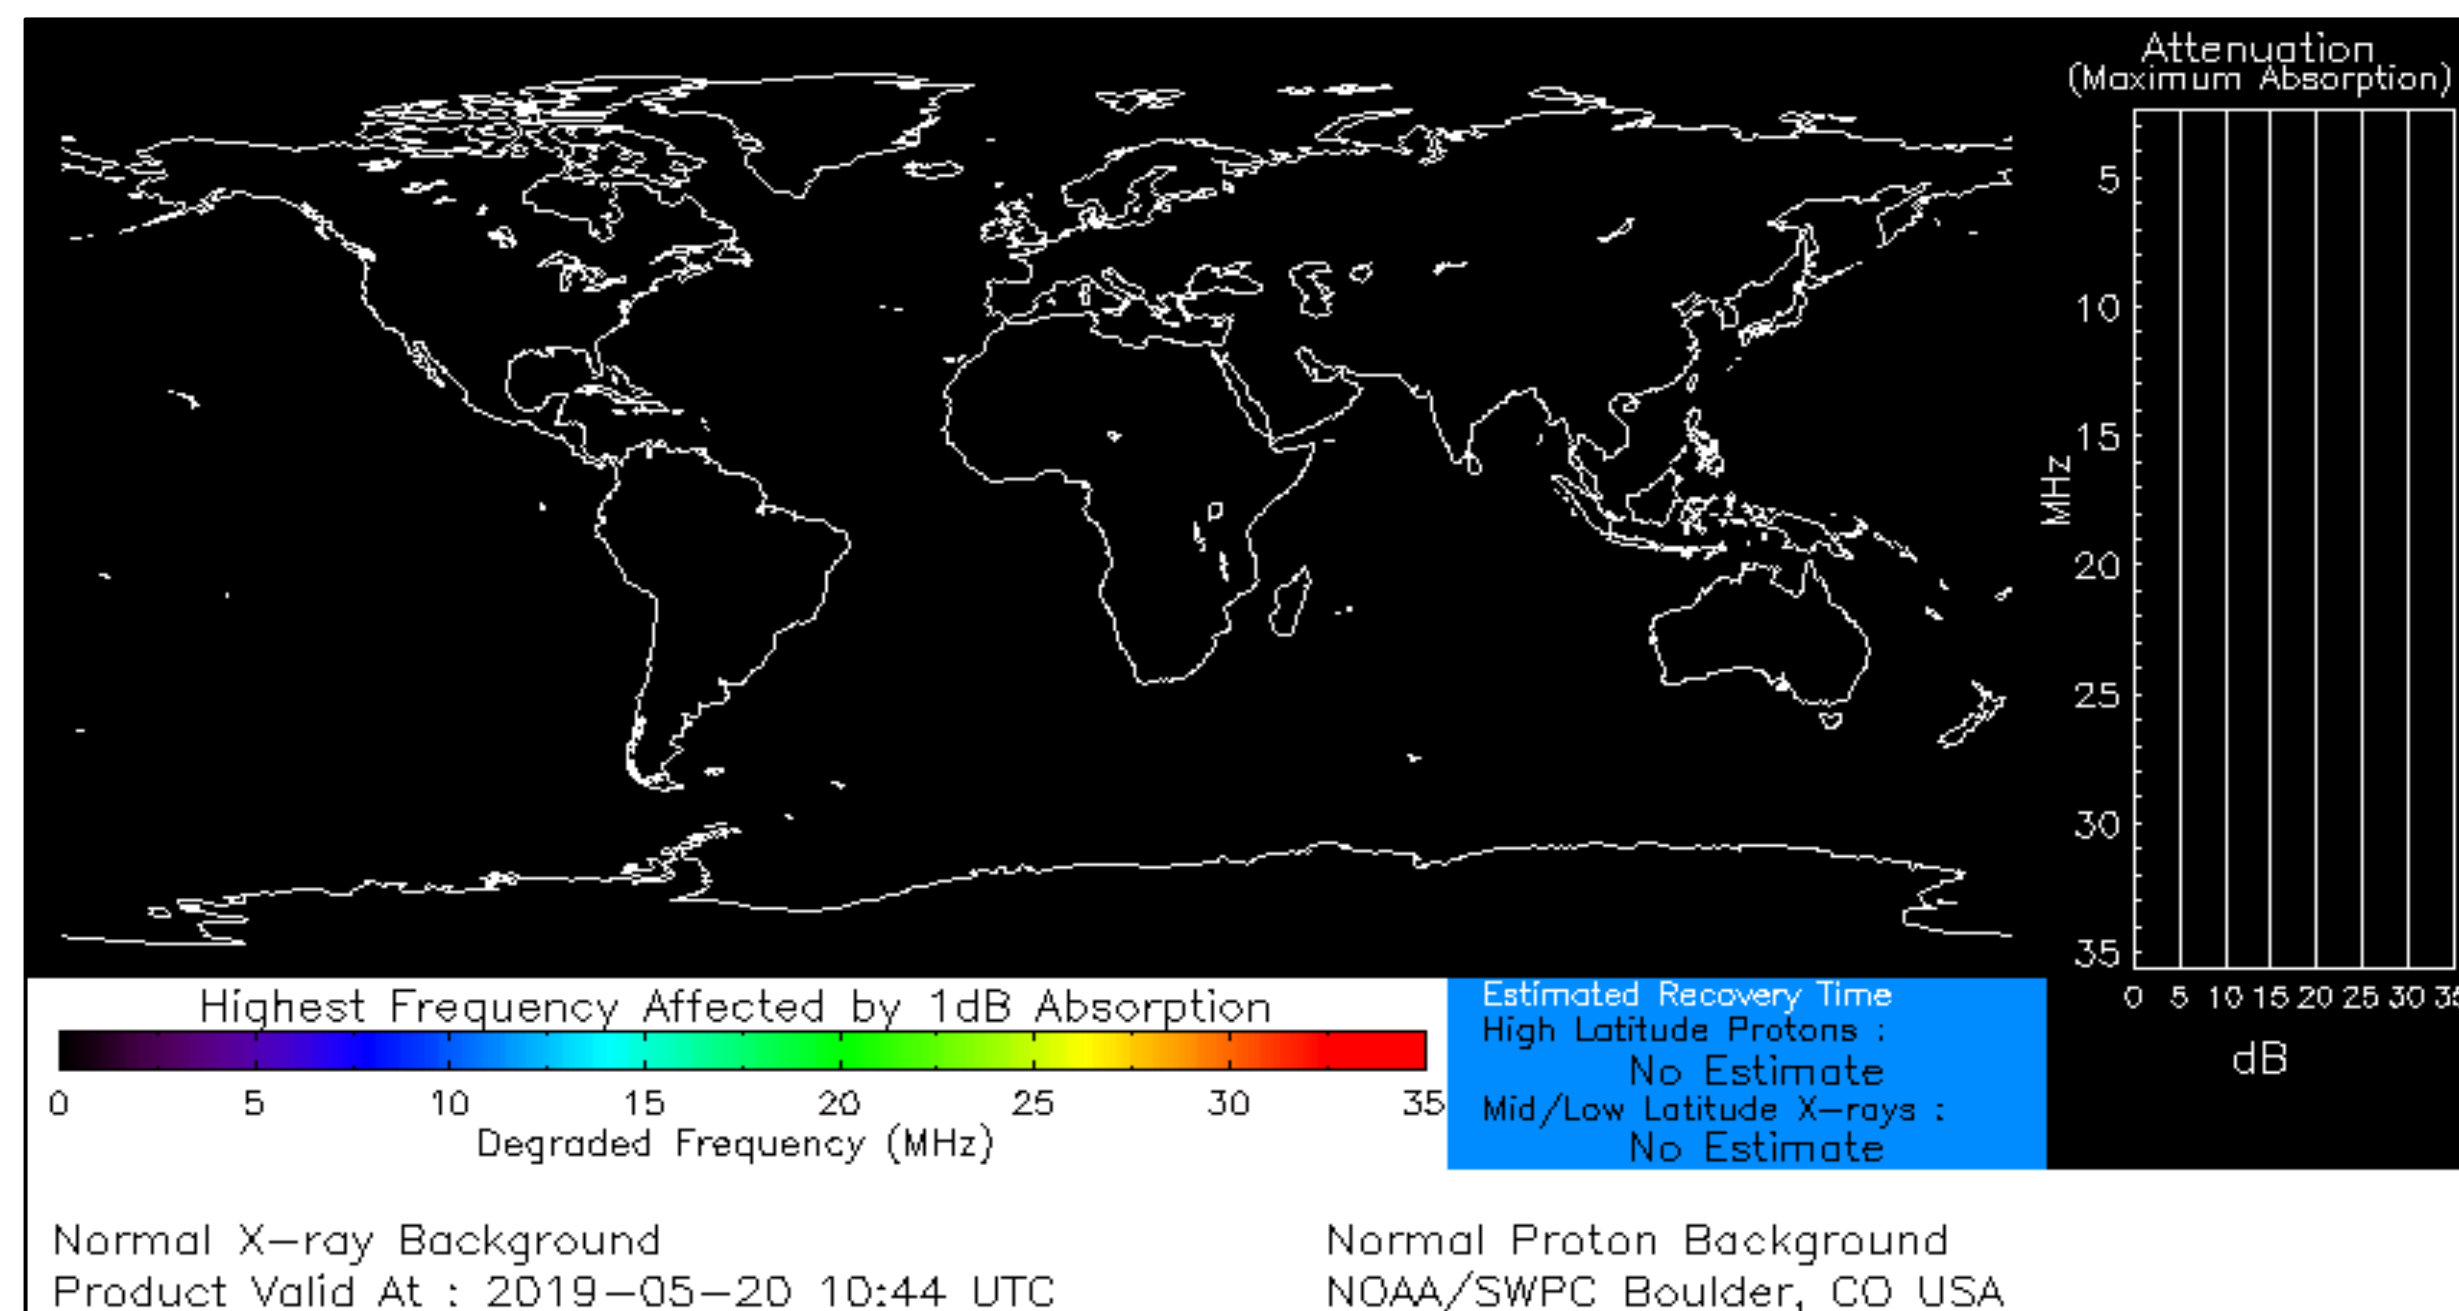 Attenuation
(Maximum Absorption)
5
10
15
20
25
30
35
MHz
0 5 10 15 20 25 30 35
dB
Highest Frequency Affected by 1dB Absorption
0 5 10 15 20 25 30 35
Degraded Frequency (MHz)
Estimated Recovery Time
High Latitude Protons :
No Estimate
Mid/Low Latitude X-rays :
No Estimate
Normal X-ray Background
Normal Proton Background
Product Valid At : 2019-05-20 10:44 UTC
NOAA/SWPC Boulder, CO USA